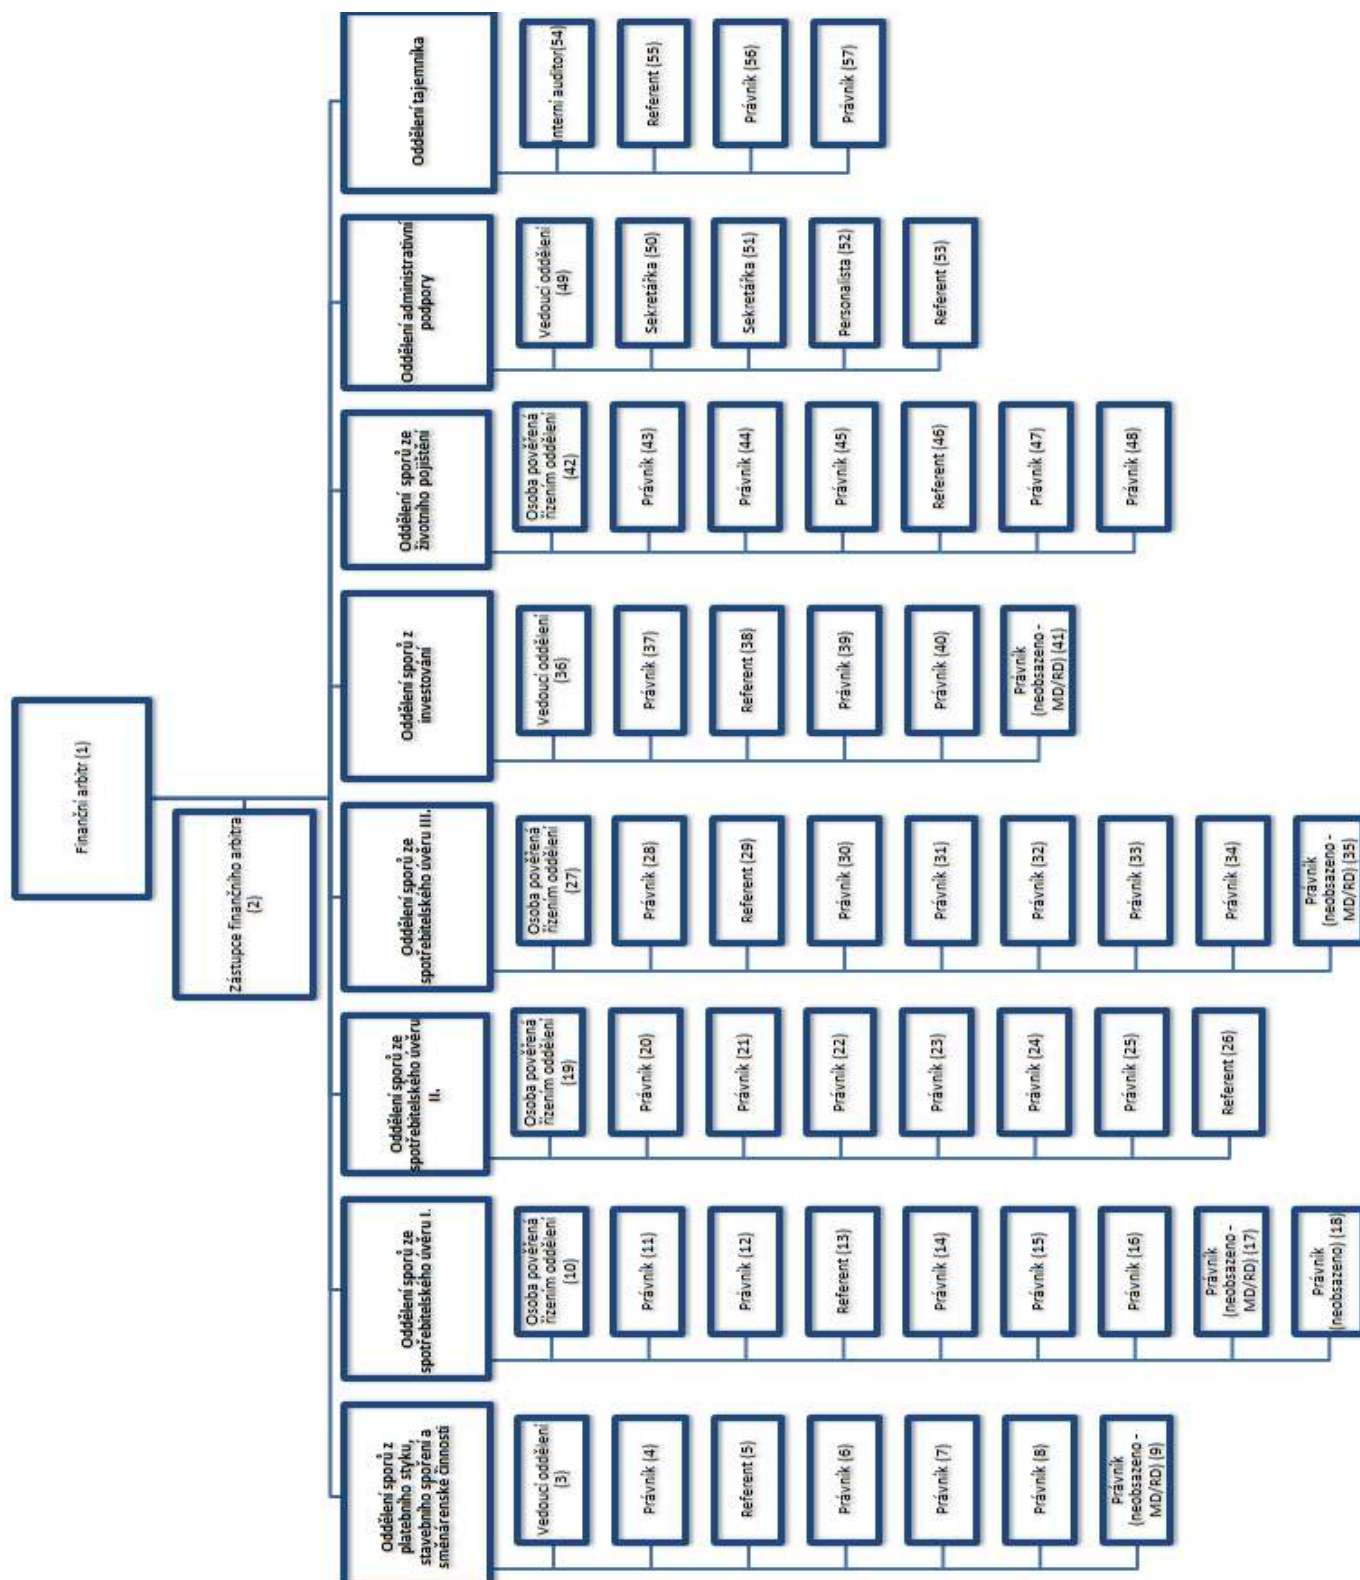 Finanční arbitr (1)
Zástupce finančního arbitra
(2)
Oddělení sporů z
platebního styku,
stavebního spoření a
směnárenské činnosti
Vedoucí oddělení
(3)
Právník (4)
Referent (5)
Právník (6)
Právník (7)
Právník (8)
Právník
(neobsazeno -
MD/RD) (9)
Oddělení sporů ze
spotřebitelského úvěru I.
Osoba pověřená
řízením oddělení
(10)
Právník (11)
Právník (12)
Referent (13)
Právník (14)
Právník (15)
Právník (16)
Právník
(neobsazeno -
MD/RD) (17)
Právník
(neobsazeno) (18)
Oddělení sporů ze
spotřebitelského úvěru
II.
Osoba pověřená
řízením oddělení
(19)
Právník (20)
Právník (21)
Právník (22)
Právník (23)
Právník (24)
Právník (25)
Referent (26)
Oddělení sporů ze
spotřebitelského úvěru III.
Osoba pověřená
řízením oddělení
(27)
Právník (28)
Referent (29)
Právník (30)
Právník (31)
Právník (32)
Právník (33)
Právník (34)
Právník
(neobsazeno -
MD/RD) (35)
Oddělení sporů z
investování
Vedoucí oddělení
(36)
Právník (37)
Referent (38)
Právník (39)
Právník (40)
Právník
(neobsazeno -
MD/RD) (41)
Oddělení sporů ze
životního pojištění
Osoba pověřená
řízením oddělení
(42)
Právník (43)
Právník (44)
Právník (45)
Referent (46)
Právník (47)
Právník (48)
Oddělení administrativní
podpory
Vedoucí oddělení
(49)
Sekretářka (50)
Sekretářka (51)
Personalista (52)
Referent (53)
Oddělení tajemníka
Interní auditor(54)
Referent (55)
Právník (56)
Právník (57)